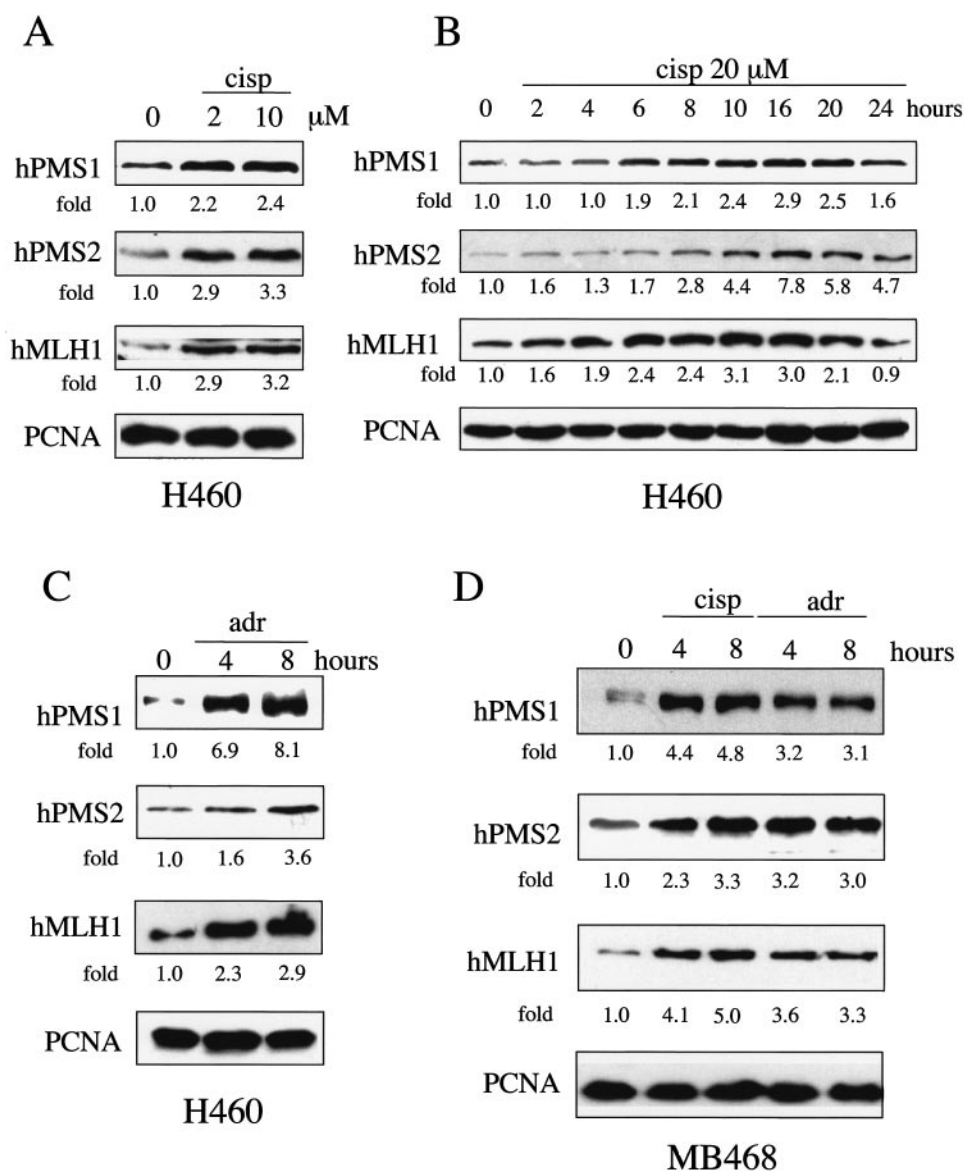 A
cisp
0 2 10 μM
hPMS1
fold 1.0 2.2 2.4
hPMS2
fold 1.0 2.9 3.3
hMLH1
fold 1.0 2.9 3.2
PCNA
H460
B
cisp 20 μM
0 2 4 6 8 10 16 20 24 hours
hPMS1
fold 1.0 1.0 1.0 1.9 2.1 2.4 2.9 2.5 1.6
hPMS2
fold 1.0 1.6 1.3 1.7 2.8 4.4 7.8 5.8 4.7
hMLH1
fold 1.0 1.6 1.9 2.4 2.4 3.1 3.0 2.1 0.9
PCNA
H460
C
adr
0 4 8 hours
hPMS1
fold 1.0 6.9 8.1
hPMS2
fold 1.0 1.6 3.6
hMLH1
fold 1.0 2.3 2.9
PCNA
H460
D
cisp adr
0 4 8 4 8 hours
hPMS1
fold 1.0 4.4 4.8 3.2 3.1
hPMS2
fold 1.0 2.3 3.3 3.2 3.0
hMLH1
fold 1.0 4.1 5.0 3.6 3.3
PCNA
MB468